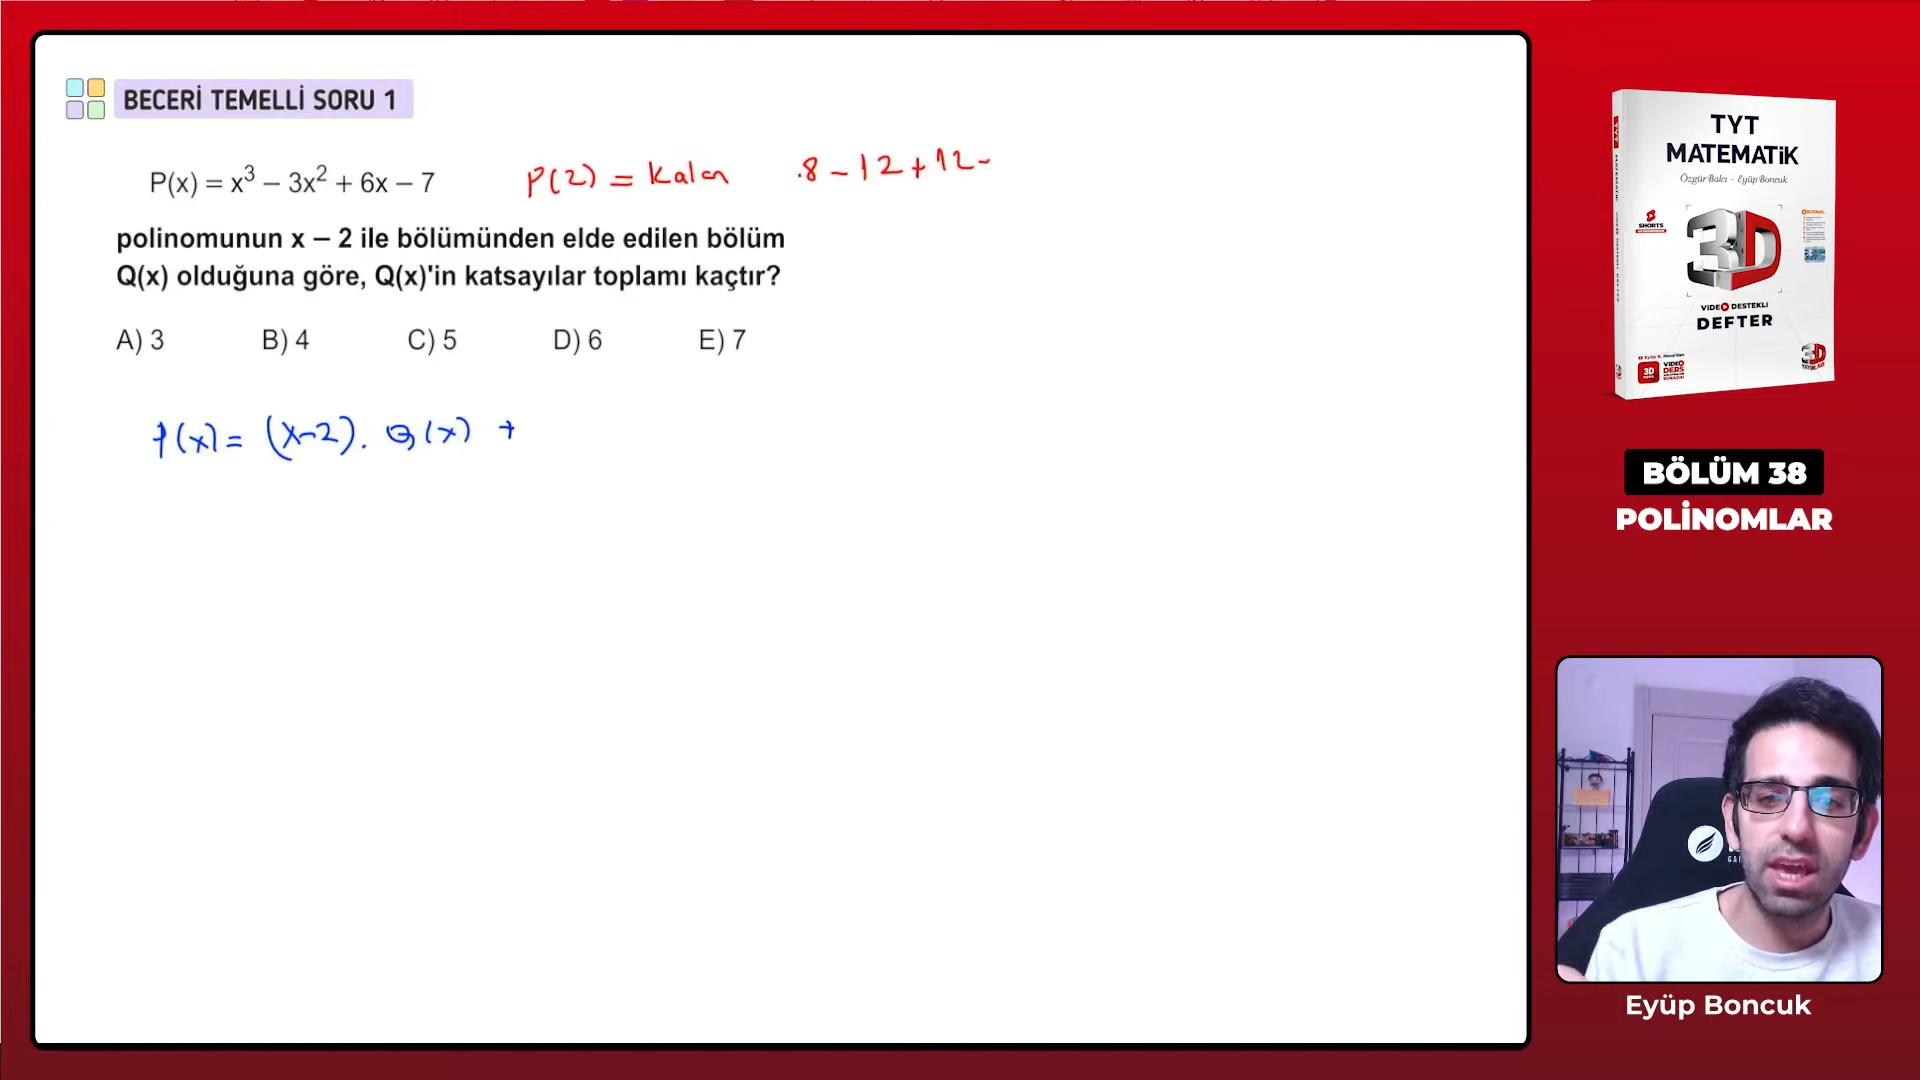 BECERİ TEMELLİ SORU 1
P(x) = x³ – 3x² + 6x – 7
P(2) = Kalan
8 – 12 + 12 –
polinomunun x – 2 ile bölümünden elde edilen bölüm
Q(x) olduğuna göre, Q(x)'in katsayılar toplamı kaçtır?
A) 3 B) 4 C) 5 D) 6 E) 7
P(x) = (x-2). Q(x) +
TYT
MATEMATİK
Özgür Balcı - Eyüp Boncuk
SHORTS
3D
VİDEO DESTEKLİ
DEFTER
BÖLÜM 38
POLİNOMLAR
Eyüp Boncuk